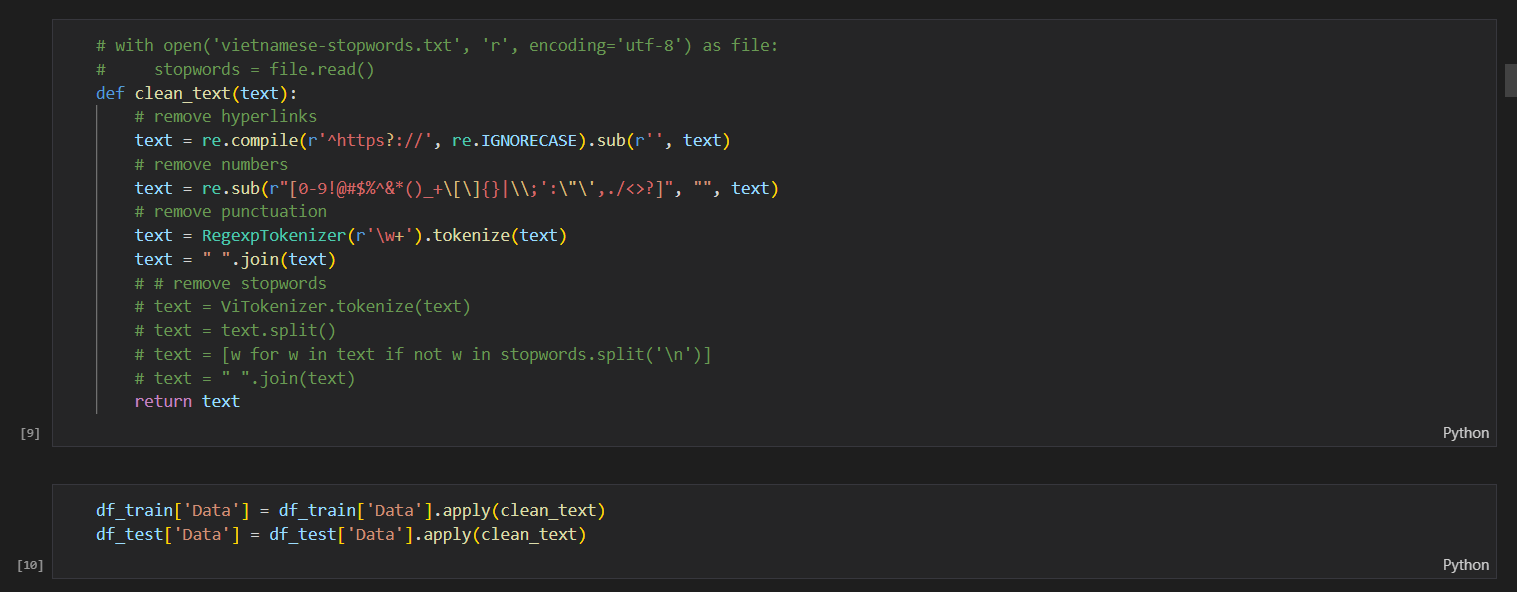 # with open('vietnamese-stopwords.txt', 'r', encoding='utf-8') as file:
#     stopwords = file.read()
def clean_text(text):
    # remove hyperlinks
    text = re.compile(r'^https?://', re.IGNORECASE).sub(r'', text)
    # remove numbers
    text = re.sub(r"[0-9!@#$%^&*()_+\[\]{}|\\;':\"\',./<>?]", "", text)
    # remove punctuation
    text = RegexpTokenizer(r'\w+').tokenize(text)
    text = " ".join(text)
    # # remove stopwords
    # text = ViTokenizer.tokenize(text)
    # text = text.split()
    # text = [w for w in text if not w in stopwords.split('\n')]
    # text = " ".join(text)
    return text
[9]
Python
df_train['Data'] = df_train['Data'].apply(clean_text)
df_test['Data'] = df_test['Data'].apply(clean_text)
[10]
Python